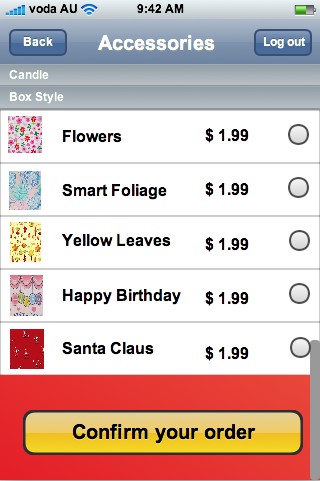 voda AU 9:42 AM
Back Accessories Log out
Candle
Box Style
Flowers $ 1.99
Smart Foliage $ 1.99
Yellow Leaves $ 1.99
Happy Birthday $ 1.99
Santa Claus $ 1.99
Confirm your order